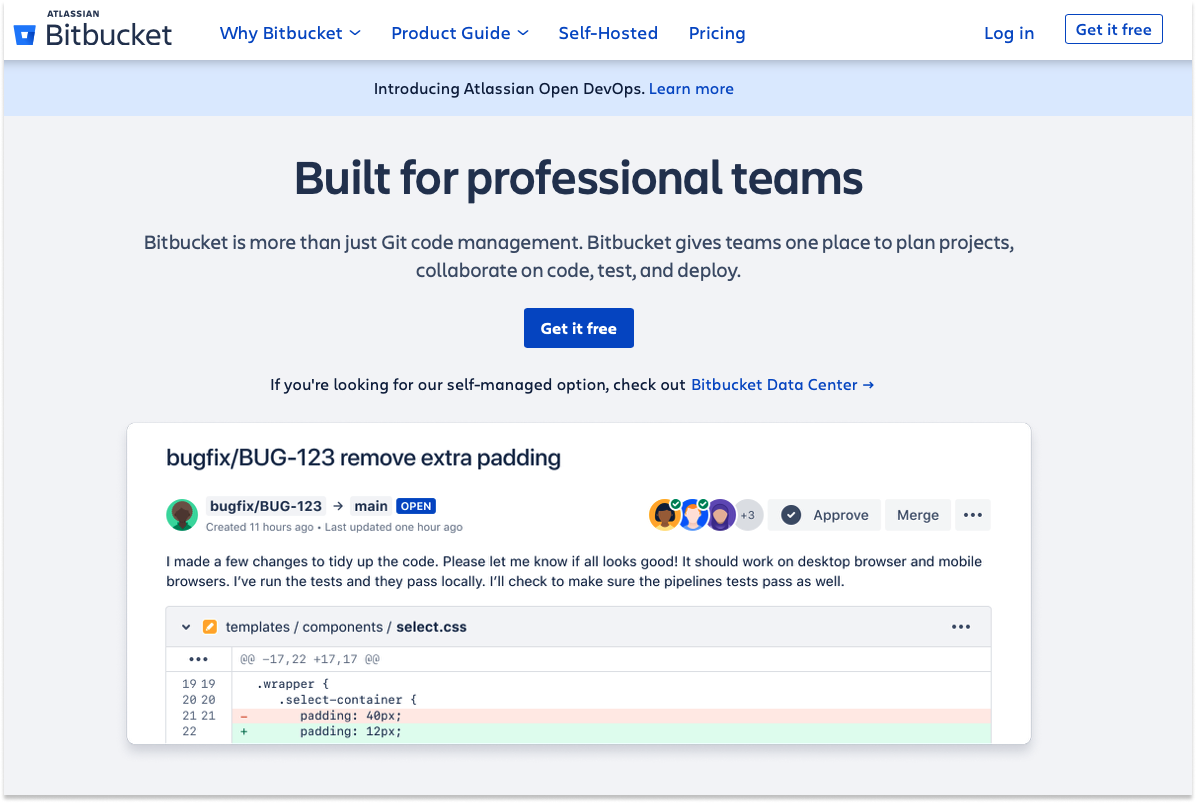 ATLASSIAN
Bitbucket
Why Bitbucket
Product Guide
Self-Hosted
Pricing
Log in
Get it free
Introducing Atlassian Open DevOps. Learn more
Built for professional teams
Bitbucket is more than just Git code management. Bitbucket gives teams one place to plan projects,
collaborate on code, test, and deploy.
Get it free
If you're looking for our self-managed option, check out Bitbucket Data Center →
bugfix/BUG-123 remove extra padding
bugfix/BUG-123 → main OPEN
Created 11 hours ago • Last updated one hour ago
+3
Approve
Merge
•••
I made a few changes to tidy up the code. Please let me know if all looks good! It should work on desktop browser and mobile
browsers. I’ve run the tests and they pass locally. I’ll check to make sure the pipelines tests pass as well.
templates / components / select.css •••
••• @@ -17,22 +17,17 @@
19 19 .wrapper {
20 20 .select-container {
21 21 - padding: 40px;
22 + padding: 12px;